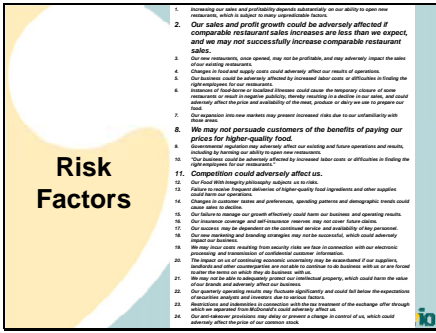 Risk
Factors
1. Increasing our sales and profitability depends substantially on our ability to open new
restaurants, which is subject to many unpredictable factors.
2. Our sales and profit growth could be adversely affected if
comparable restaurant sales increases are less than we expect,
and we may not successfully increase comparable restaurant
sales.
3. Our new restaurants, once opened, may not be profitable, and may adversely impact the sales
of our existing restaurants.
4. Changes in food and supply costs could adversely affect our results of operations.
5. Our business could be adversely affected by increased labor costs or difficulties in finding the
right employees for our restaurants.
6. Instances of food-borne or localized illnesses could cause the temporary closure of some
restaurants or result in negative publicity, thereby resulting in a decline in our sales, and could
adversely affect the price and availability of the meat, produce or dairy we use to prepare our
food.
7. Our expansion into new markets may present increased risks due to our unfamiliarity with
those areas.
8. We may not persuade customers of the benefits of paying our
prices for higher-quality food.
9. Governmental regulation may adversely affect our existing and future operations and results,
including by harming our ability to open new restaurants.
10. "Our business could be adversely affected by increased labor costs or difficulties in finding the
right employees for our restaurants."
11. Competition could adversely affect us.
12. Our Food With Integrity philosophy subjects us to risks.
13. Failure to receive frequent deliveries of higher-quality food ingredients and other supplies
could harm our operations.
14. Changes in customer tastes and preferences, spending patterns and demographic trends could
cause sales to decline.
15. Our failure to manage our growth effectively could harm our business and operating results.
16. Our insurance coverage and self-insurance reserves may not cover future claims.
17. Our success may be dependent on the continued service and availability of key personnel.
18. Our new marketing and branding strategies may not be successful, which could adversely
impact our business.
19. We may incur costs resulting from security risks we face in connection with our electronic
processing and transmission of confidential customer information.
20. The impact on us of continuing economic uncertainty may be exacerbated if our suppliers,
landlords and other counterparties are not able to continue to do business with us or are forced
to alter the terms on which they do business with us.
21. We may not be able to adequately protect our intellectual property, which could harm the value
of our brands and adversely affect our business.
22. Our quarterly operating results may fluctuate significantly and could fall below the expectations
of securities analysts and investors due to various factors.
23. Restrictions and indemnities in connection with the tax treatment of the exchange offer through
which we separated from McDonald's could adversely affect us.
24. Our anti-takeover provisions may delay or prevent a change in control of us, which could
adversely affect the price of our common stock.